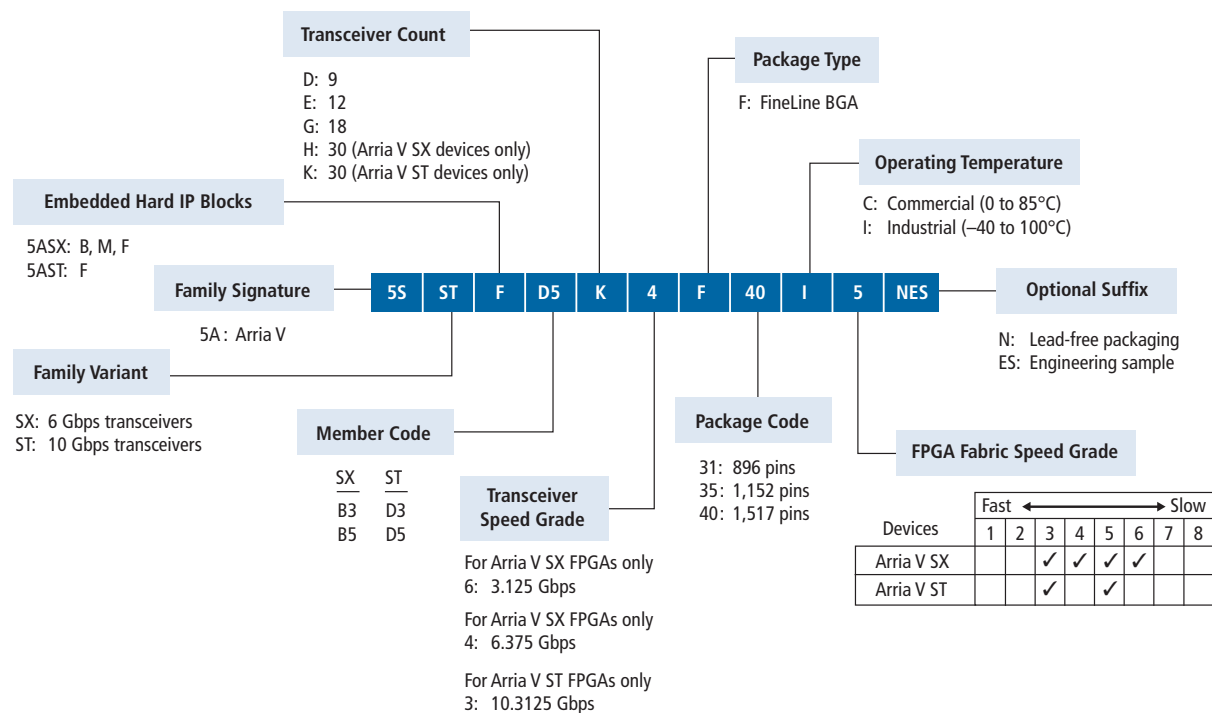 Transceiver Count
D: 9
E: 12
G: 18
H: 30 (Arria V SX devices only)
K: 30 (Arria V ST devices only)
Package Type
F: FineLine BGA
Operating Temperature
C: Commercial (0 to 85°C)
I: Industrial (–40 to 100°C)
Embedded Hard IP Blocks
5ASX: B, M, F
5AST: F
Family Signature
5A : Arria V
5S ST F D5 K 4 F 40 I 5 NES
Optional Suffix
N: Lead-free packaging
ES: Engineering sample
Family Variant
SX: 6 Gbps transceivers
ST: 10 Gbps transceivers
Member Code
SX ST
B3 D3
B5 D5
Transceiver
Speed Grade
For Arria V SX FPGAs only
6: 3.125 Gbps
For Arria V SX FPGAs only
4: 6.375 Gbps
For Arria V ST FPGAs only
3: 10.3125 Gbps
Package Code
31: 896 pins
35: 1,152 pins
40: 1,517 pins
FPGA Fabric Speed Grade
Fast Slow
Devices 1 2 3 4 5 6 7 8
Arria V SX ✓ ✓ ✓ ✓
Arria V ST ✓ ✓